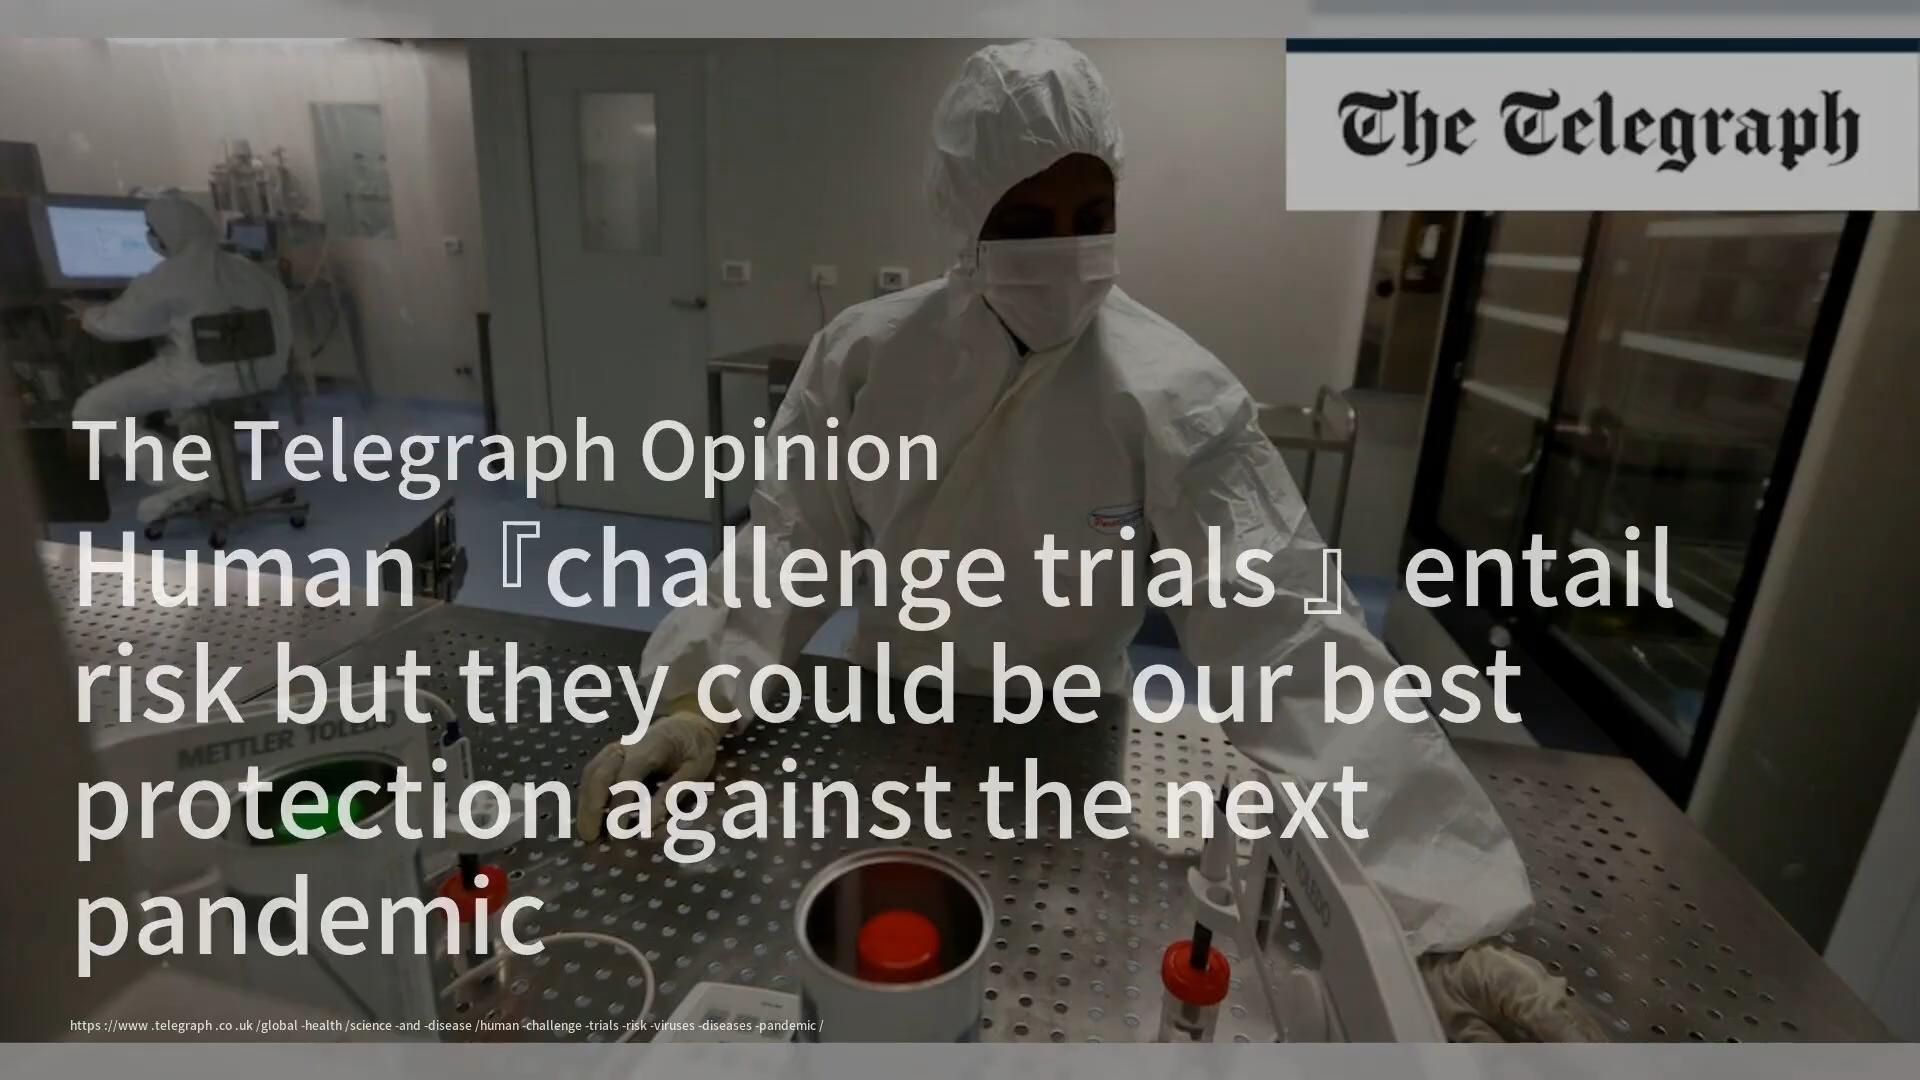 The Telegraph
The Telegraph Opinion
Human 『challenge trials 』entail
risk but they could be our best
protection against the next
pandemic
METTLER TOLEDO
TOLEDO
https ://www .telegraph .co .uk /global -health /science -and -disease /human -challenge -trials -risk -viruses -diseases -pandemic /